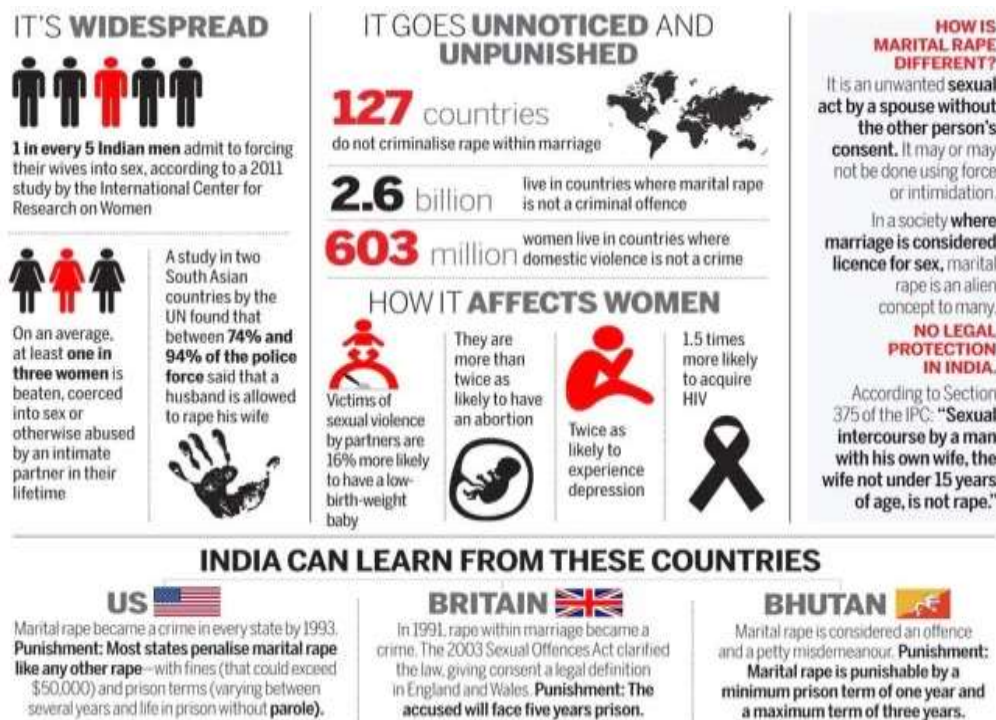 IT'S WIDESPREAD
1 in every 5 Indian men admit to forcing
their wives into sex, according to a 2011
study by the International Center for
Research on Women
On an average,
at least one in
three women is
beaten, coerced
into sex or
otherwise abused
by an intimate
partner in their
lifetime
A study in two
South Asian
countries by the
UN found that
between 74% and
94% of the police
force said that a
husband is allowed
to rape his wife
IT GOES UNNOTICED AND
UNPUNISHED
127 countries
do not criminalise rape within marriage
2.6 billion
live in countries where marital rape
is not a criminal offence
603 million
women live in countries where
domestic violence is not a crime
HOW IT AFFECTS WOMEN
Victims of
sexual violence
by partners are
16% more likely
to have a low-
birth-weight
baby
They are
more than
twice as
likely to have
an abortion
Twice as
likely to
experience
depression
1.5 times
more likely
to acquire
HIV
HOW IS
MARITAL RAPE
DIFFERENT?
It is an unwanted sexual
act by a spouse without
the other person's
consent. It may or may
not be done using force
or intimidation.
In a society where
marriage is considered
licence for sex, marital
rape is an alien
concept to many.
NO LEGAL
PROTECTION
IN INDIA.
According to Section
375 of the IPC: "Sexual
intercourse by a man
with his own wife, the
wife not under 15 years
of age, is not rape."
INDIA CAN LEARN FROM THESE COUNTRIES
US
Marital rape became a crime in every state by 1993.
Punishment: Most states penalise marital rape
like any other rape—with fines (that could exceed
$50,000) and prison terms (varying between
several years and life in prison without parole).
BRITAIN
In 1991, rape within marriage became a
crime. The 2003 Sexual Offences Act clarified
the law, giving consent a legal definition
in England and Wales. Punishment: The
accused will face five years prison.
BHUTAN
Marital rape is considered an offence
and a petty misdemeanour. Punishment:
Marital rape is punishable by a
minimum prison term of one year and
a maximum term of three years.